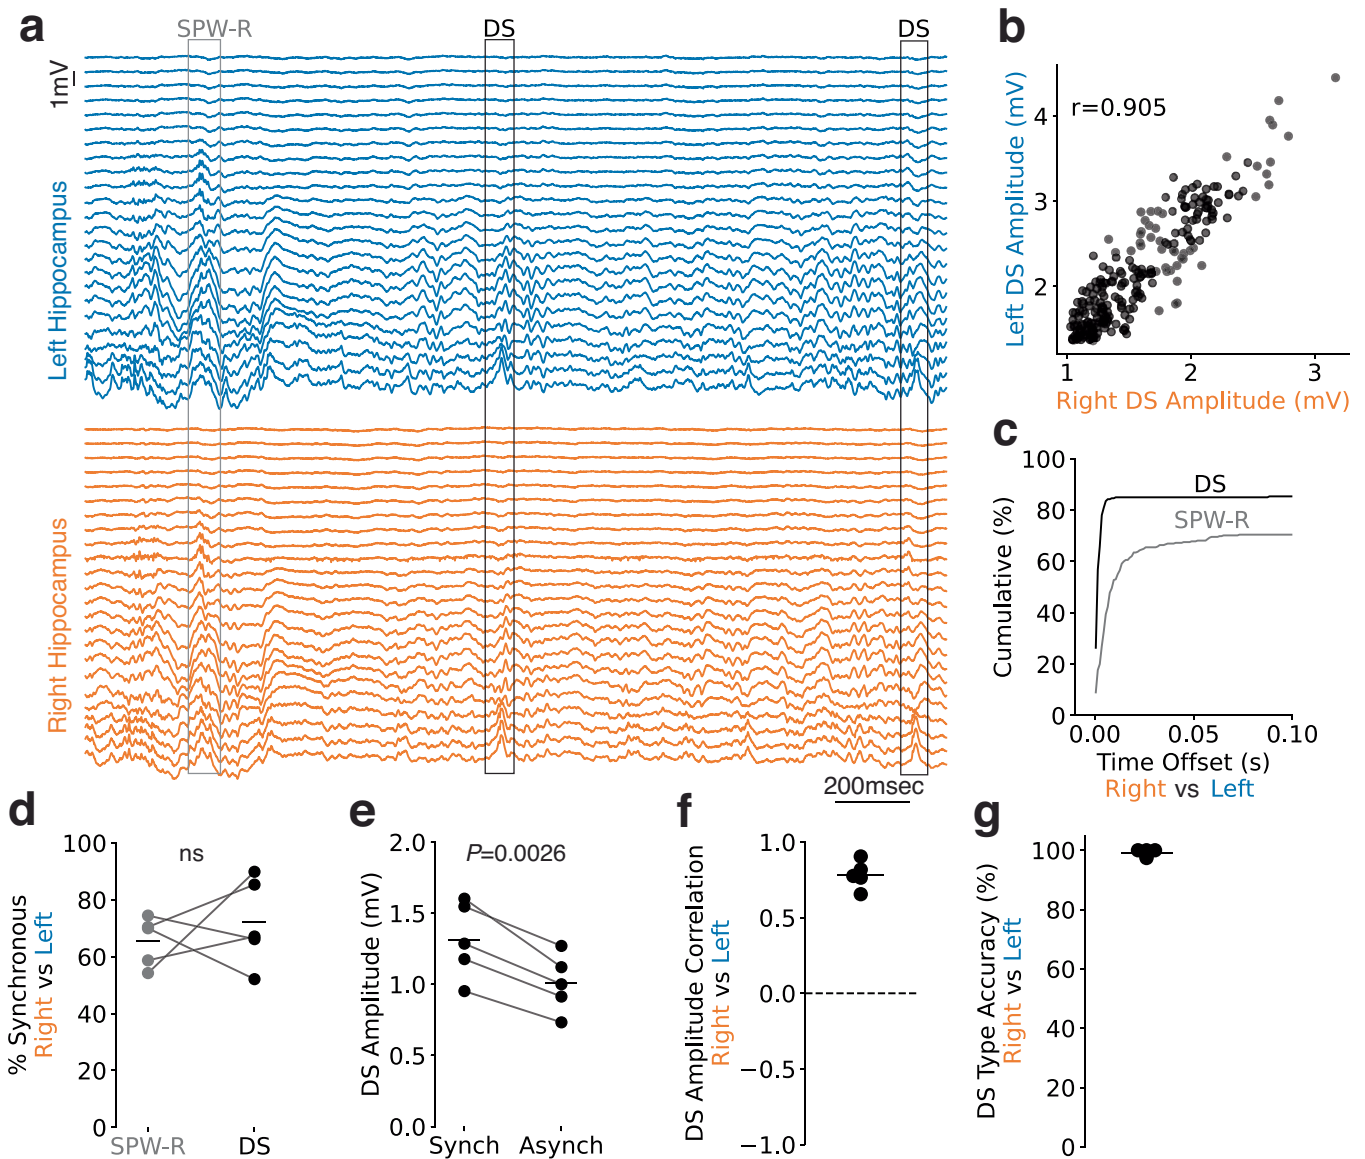 a
SPW-R
DS
DS
1mV
Left Hippocampus
Right Hippocampus
200msec
b
r=0.905
Left DS Amplitude (mV)
4
3
2
1
2
3
Right DS Amplitude (mV)
c
Cumulative (%)
100
80
60
40
20
0
DS
SPW-R
0.00
0.05
0.10
Time Offset (s)
Right vs Left
d
% Synchronous
Right vs Left
100
80
60
40
20
0
ns
SPW-R
DS
e
DS Amplitude (mV)
2.0
1.5
1.0
0.5
0.0
P=0.0026
Synch
Asynch
f
DS Amplitude Correlation
Right vs Left
1.0
0.5
0.0
−0.5
−1.0
g
DS Type Accuracy (%)
Right vs Left
100
80
60
40
20
0